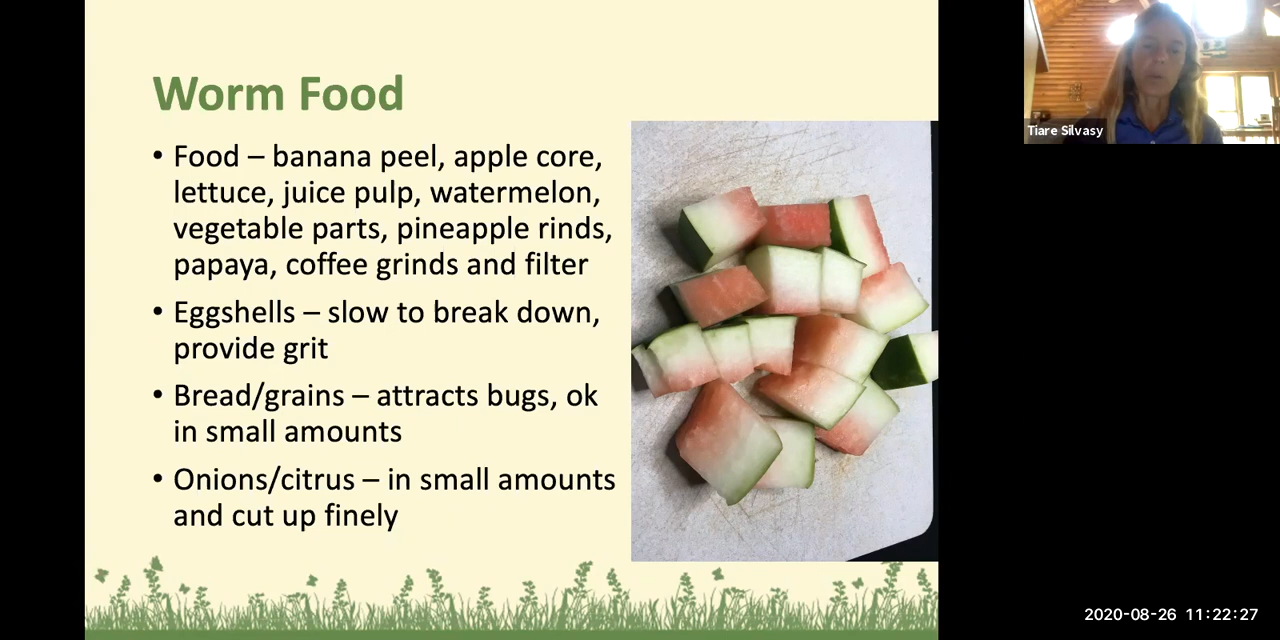 Worm Food
• Food – banana peel, apple core,
lettuce, juice pulp, watermelon,
vegetable parts, pineapple rinds,
papaya, coffee grinds and filter
• Eggshells – slow to break down,
provide grit
• Bread/grains – attracts bugs, ok
in small amounts
• Onions/citrus – in small amounts
and cut up finely
Tiare Silvasy
2020-08-26 11:22:27